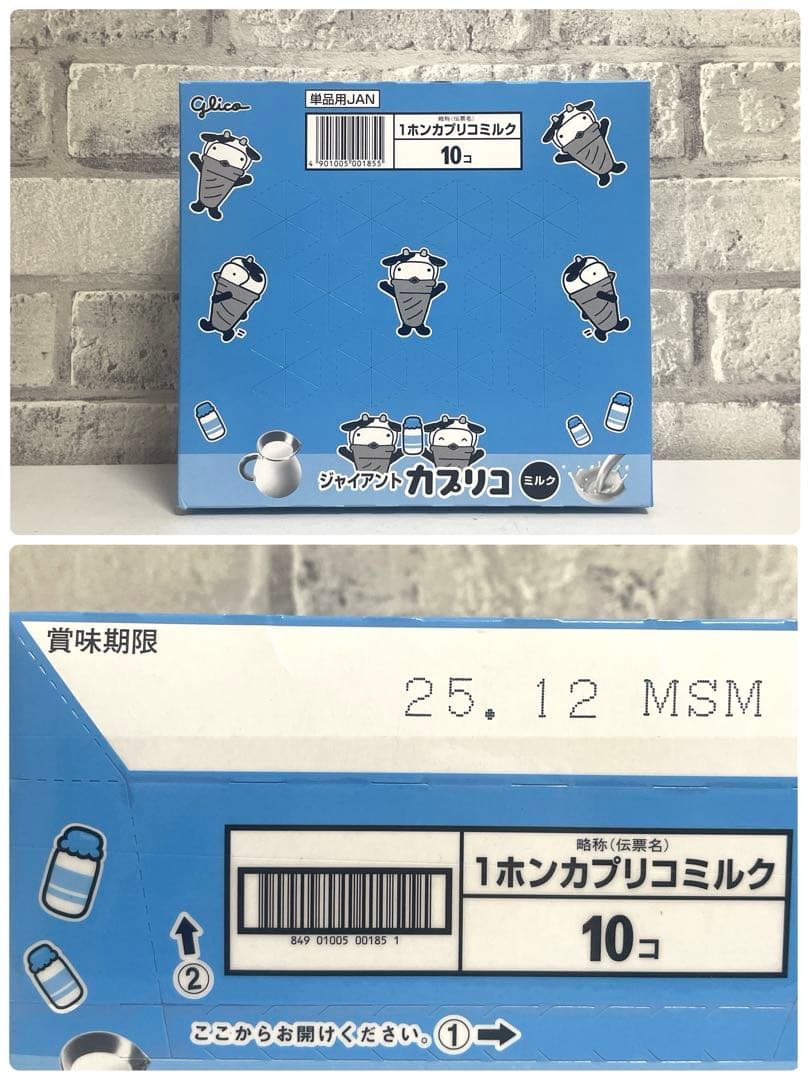 glico
単品用JAN
略称(伝票名)
1ホンカプリコミルク
10コ
4 901005 001855
ジャイアント カプリコ ミルク
賞味期限
25.12 MSM
略称(伝票名)
1ホンカプリコミルク
10コ
849 01005 00185 1
②
ここからお開けください。①